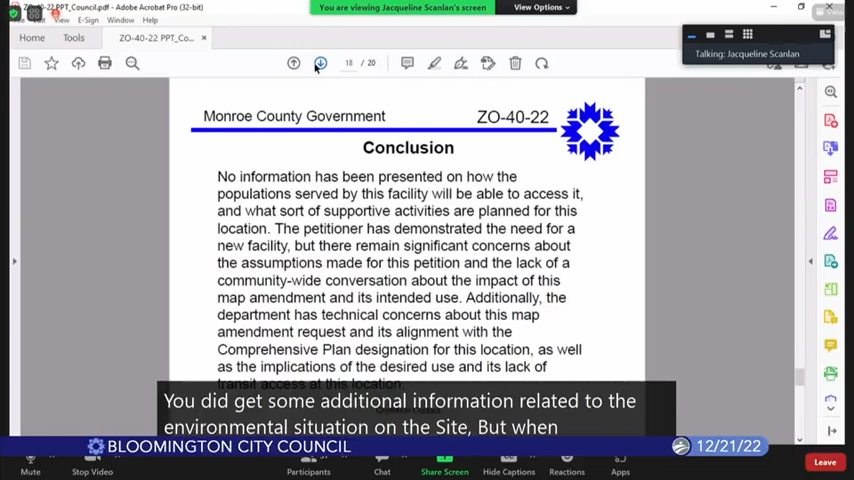 ZO-40-22 PPT_Council.pdf - Adobe Acrobat Pro (32-bit)
You are viewing Jacqueline Scanlan's screen
View Options
View
E-Sign
Window
Help
Home
Tools
ZO-40-22 PPT_Co...
Talking: Jacqueline Scanlan
18 / 20
Monroe County Government
ZO-40-22
Conclusion
No information has been presented on how the
populations served by this facility will be able to access it,
and what sort of supportive activities are planned for this
location. The petitioner has demonstrated the need for a
new facility, but there remain significant concerns about
the assumptions made for this petition and the lack of a
community-wide conversation about the impact of this
map amendment and its intended use. Additionally, the
department has technical concerns about this map
amendment request and its alignment with the
Comprehensive Plan designation for this location, as well
as the implications of the desired use and its lack of
transit access at this location.
You did get some additional information related to the
environmental situation on the Site, But when
BLOOMINGTON CITY COUNCIL
12/21/22
Mute
Stop Video
Participants
Chat
Share Screen
Hide Captions
Reactions
Apps
Leave